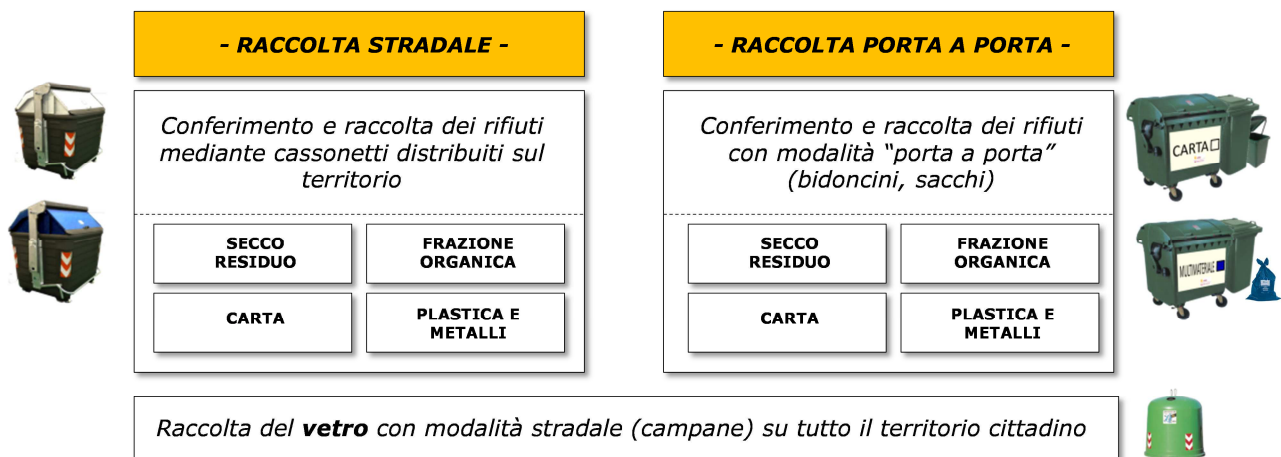 - RACCOLTA STRADALE -
- RACCOLTA PORTA A PORTA -
Conferimento e raccolta dei rifiuti
mediante cassonetti distribuiti sul
territorio
SECCO
RESIDUO
FRAZIONE
ORGANICA
CARTA
PLASTICA E
METALLI
Conferimento e raccolta dei rifiuti
con modalità “porta a porta”
(bidoncini, sacchi)
SECCO
RESIDUO
FRAZIONE
ORGANICA
CARTA
PLASTICA E
METALLI
CARTA
MULTIMATERIALE
Raccolta del vetro con modalità stradale (campane) su tutto il territorio cittadino